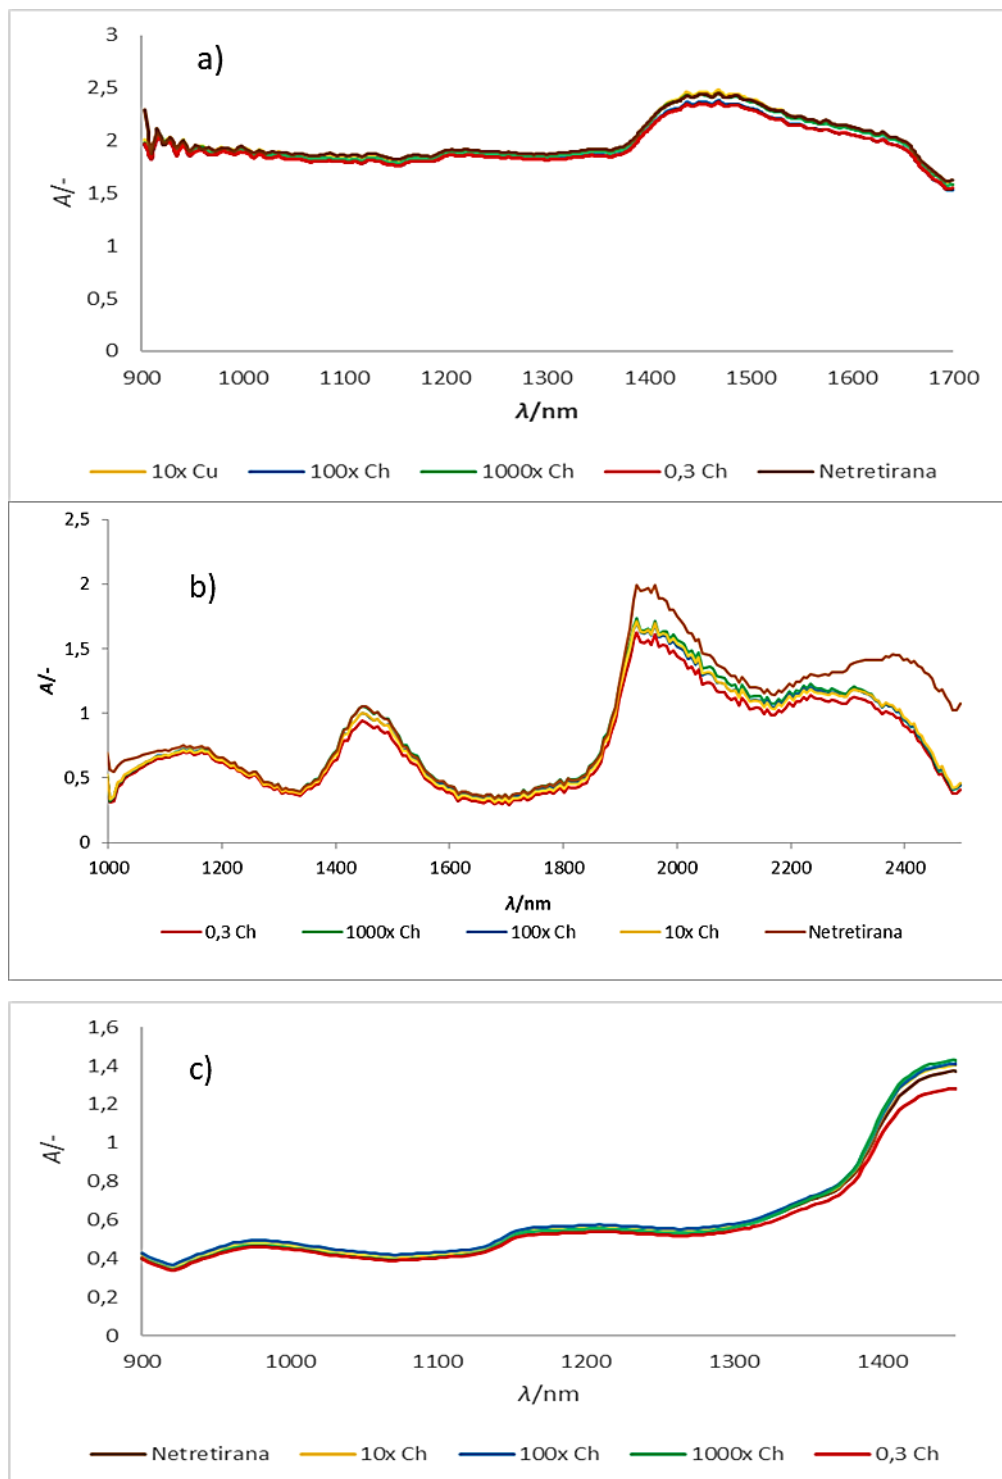 a)
3
2,5
2
1,5
1
0,5
0
A/-
900 1000 1100 1200 1300 1400 1500 1600 1700
λ/nm
10x Cu 100x Ch 1000x Ch 0,3 Ch Netretirana
b)
2,5
2
1,5
1
0,5
0
A/-
1000 1200 1400 1600 1800 2000 2200 2400
λ/nm
0,3 Ch 1000x Ch 100x Ch 10x Ch Netretirana
c)
1,6
1,4
1,2
1
0,8
0,6
0,4
0,2
0
A/-
900 1000 1100 1200 1300 1400
λ/nm
Netretirana 10x Ch 100x Ch 1000x Ch 0,3 Ch